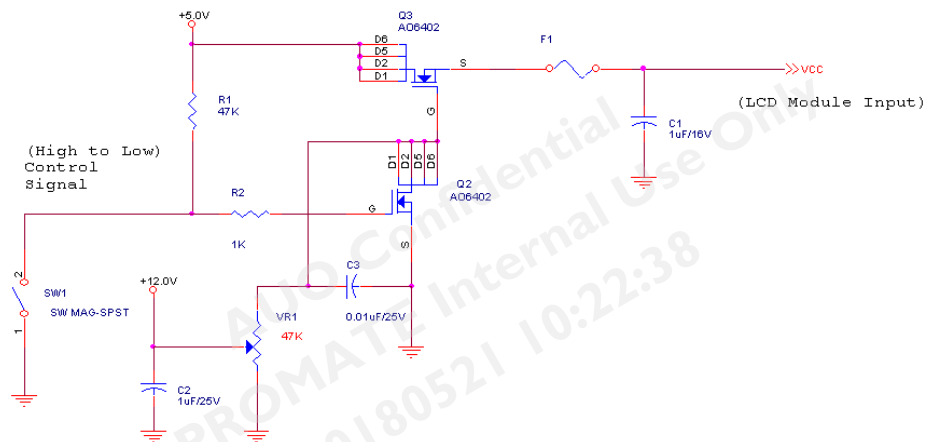 +5.0V
Q3
AO6402
D6
D5
D2
D1
S
G
F1
VCC
(LCD Module Input)
C1
1uF/16V
R1
47K
(High to Low)
Control
Signal
R2
1K
D1
D2
D5
D6
Q2
AO6402
G
S
2
SW1
SW MAG-SPST
1
+12.0V
C3
0.01uF/25V
VR1
47K
C2
1uF/25V
AUO Confidential
PROMATE Internal Use Only
20180521 10:22:38